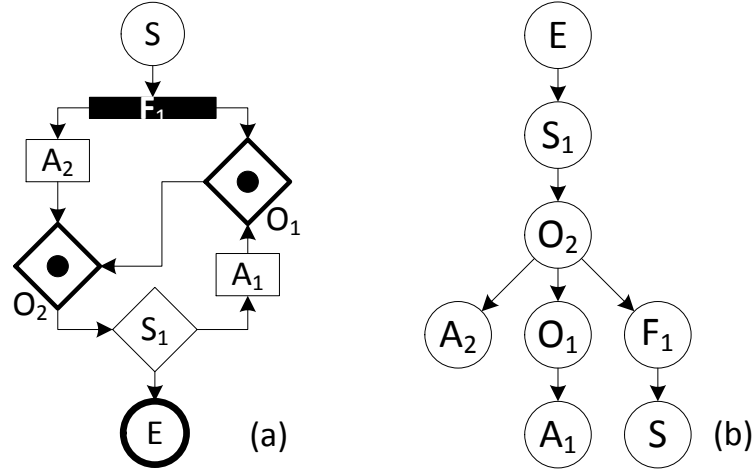 S
F₁
A₂
O₁
A₁
O₂
S₁
E
(a)
E
S₁
O₂
A₂ O₁ F₁
A₁ S
(b)